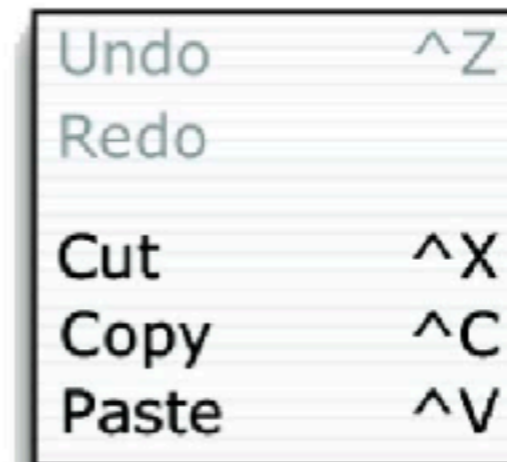 Undo ^Z
Redo
Cut ^X
Copy ^C
Paste ^V